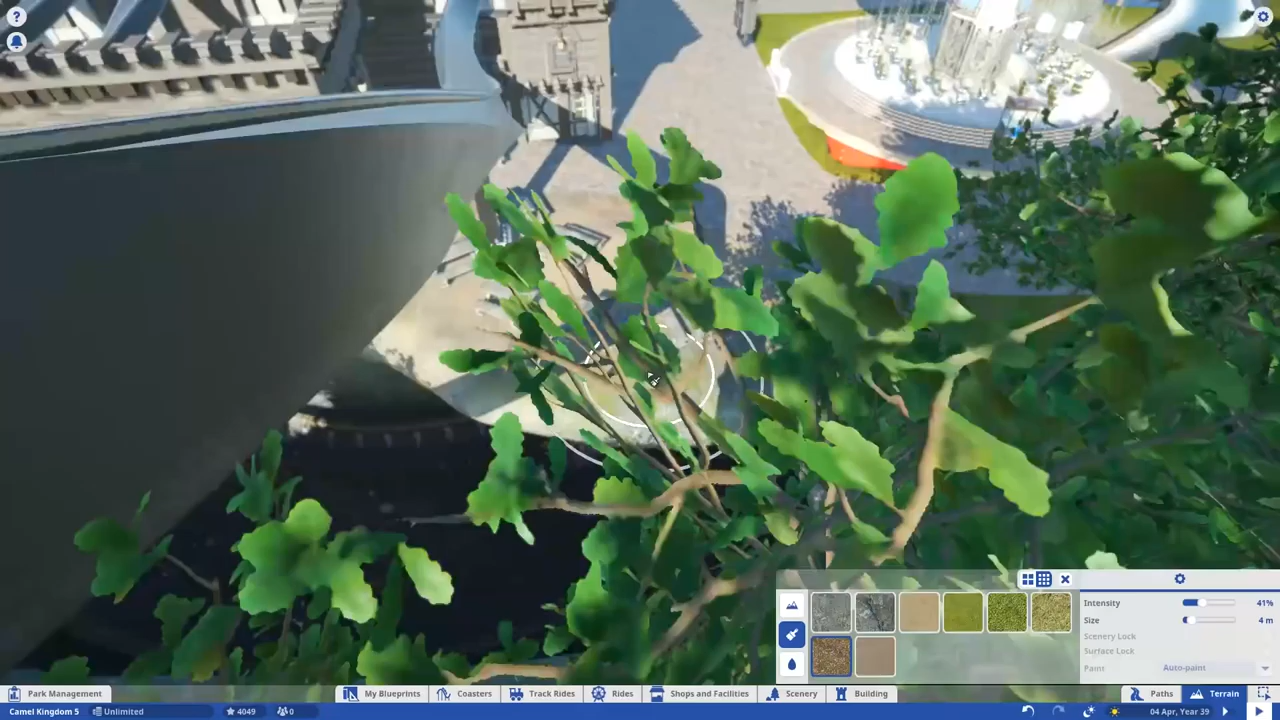 ?
Intensity 41%
Size 4 m
Scenery Lock
Surface Lock
Paint Auto-paint
Park Management My Blueprints Coasters Track Rides Rides Shops and Facilities Scenery Building Paths Terrain
Camel Kingdom 5 Unlimited 4049 0 04 Apr, Year 39